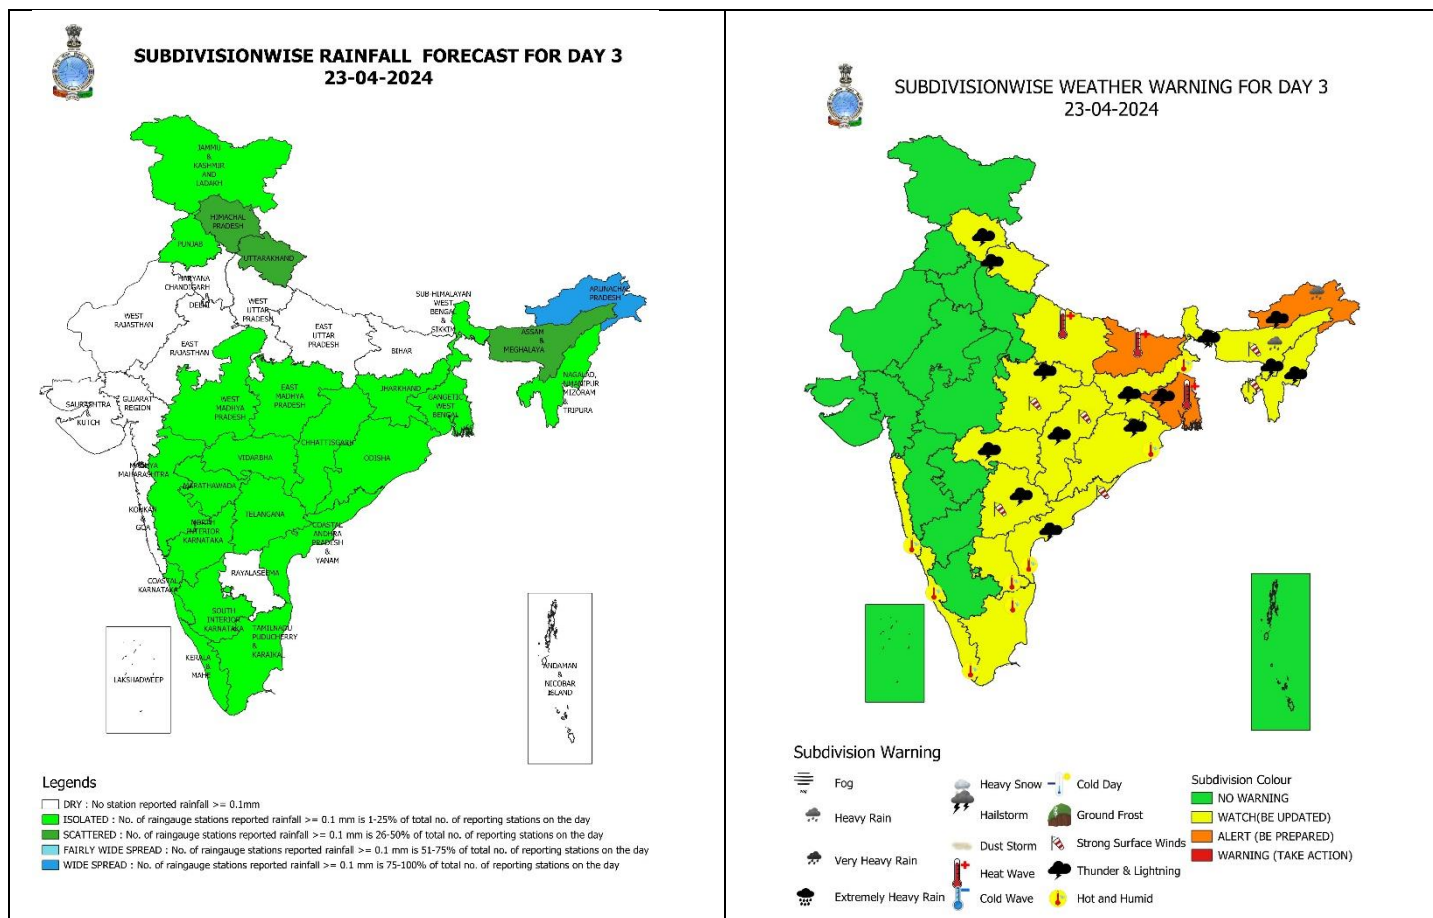 SUBDIVISIONWISE RAINFALL FORECAST FOR DAY 3
23-04-2024
JAMMU
&
KASHMIR
AND
LADAKH
HIMACHAL
PRADESH
PUNJAB
UTTARAKHAND
HARYANA
CHANDIGARH
&
DELHI
WEST
RAJASTHAN
WEST
UTTAR
PRADESH
EAST
UTTAR
PRADESH
EAST
RAJASTHAN
BIHAR
SUB-HIMALAYAN
WEST
BENGAL
&
SIKKIM
ARUNACHAL
PRADESH
ASSAM
&
MEGHALAYA
NAGALAD,
MANIPUR
MIZORAM
&
TRIPURA
SAURASHTRA
&
KUTCH
GUJARAT
REGION
WEST
MADHYA
PRADESH
EAST
MADHYA
PRADESH
JHARKHAND
GANGETIC
WEST
BENGAL
CHHATTISGARH
ODISHA
VIDARBHA
MADHYA
MAHARASHTRA
MARATHAWADA
KONKAN
&
GOA
NORTH
INTERIOR
KARNATAKA
TELANGANA
COASTAL
ANDHRA
PRADESH
&
YANAM
RAYALASEEMA
COASTAL
KARNATAKA
SOUTH
INTERIOR
KARNATAKA
TAMILNADU
PUDUCHERRY
&
KARAIKAL
KERALA
&
MAHE
LAKSHADWEEP
ANDAMAN
&
NICOBAR
ISLAND
Legends
DRY : No station reported rainfall >= 0.1mm
ISOLATED : No. of raingauge stations reported rainfall >= 0.1 mm is 1-25% of total no. of reporting stations on the day
SCATTERED : No. of raingauge stations reported rainfall >= 0.1 mm is 26-50% of total no. of reporting stations on the day
FAIRLY WIDE SPREAD : No. of raingauge stations reported rainfall >= 0.1 mm is 51-75% of total no. of reporting stations on the day
WIDE SPREAD : No. of raingauge stations reported rainfall >= 0.1 mm is 75-100% of total no. of reporting stations on the day
SUBDIVISIONWISE WEATHER WARNING FOR DAY 3
23-04-2024
Subdivision Warning
Fog
Heavy Rain
Very Heavy Rain
Extremely Heavy Rain
Heavy Snow
Hailstorm
Dust Storm
Heat Wave
Cold Wave
Cold Day
Ground Frost
Strong Surface Winds
Thunder & Lightning
Hot and Humid
Subdivision Colour
NO WARNING
WATCH(BE UPDATED)
ALERT (BE PREPARED)
WARNING (TAKE ACTION)